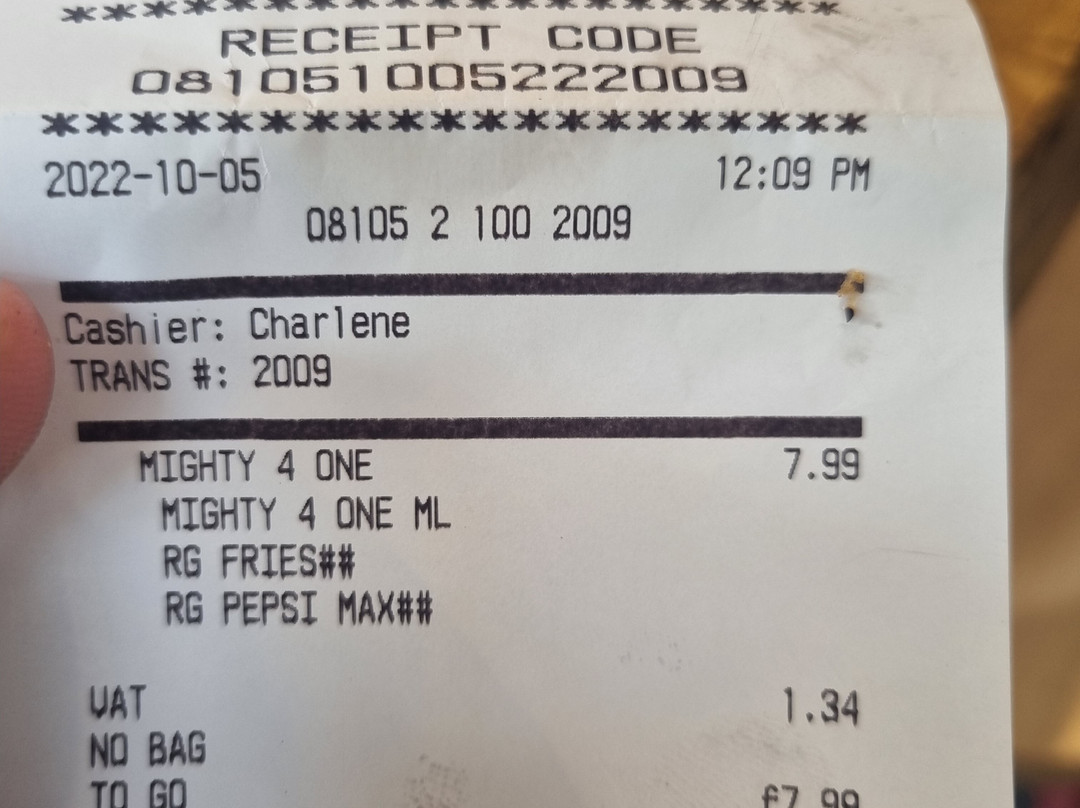 ********************
RECEIPT CODE
081051005222009
********************
2022-10-05 12:09 PM
08105 2 100 2009
Cashier: Charlene
TRANS #: 2009
MIGHTY 4 ONE 7.99
MIGHTY 4 ONE ML
RG FRIES##
RG PEPSI MAX##
VAT 1.34
NO BAG
TO GO £7.99